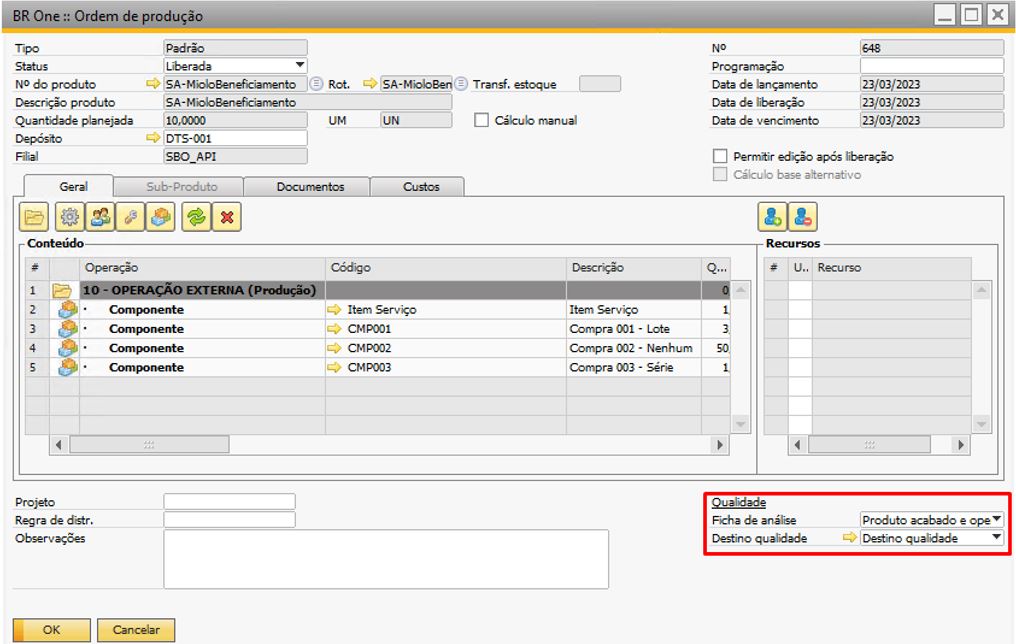 BR One :: Ordem de produção
Tipo Padrão Nº 648
Status Liberada Programação
Nº do produto SA-MioloBeneficiamento Rot. SA-MioloBen Transf. estoque Data de lançamento 23/03/2023
Descrição produto SA-MioloBeneficiamento Data de liberação 23/03/2023
Quantidade planejada 10,0000 UM UN Cálculo manual Data de vencimento 23/03/2023
Depósito DTS-001
Filial SBO_API Permitir edição após liberação
Cálculo base alternativo
Geral Sub-Produto Documentos Custos
Conteúdo Recursos
# Operação Código Descrição Q... # U.. Recurso
1 10 - OPERAÇÃO EXTERNA (Produção) 0
2 Componente Item Serviço Item Serviço 1,
3 Componente CMP001 Compra 001 - Lote 3,
4 Componente CMP002 Compra 002 - Nenhum 50,
5 Componente CMP003 Compra 003 - Série 1
Projeto Qualidade
Regra de distr. Ficha de análise Produto acabado e ope
Observações Destino qualidade Destino qualidade
OK Cancelar